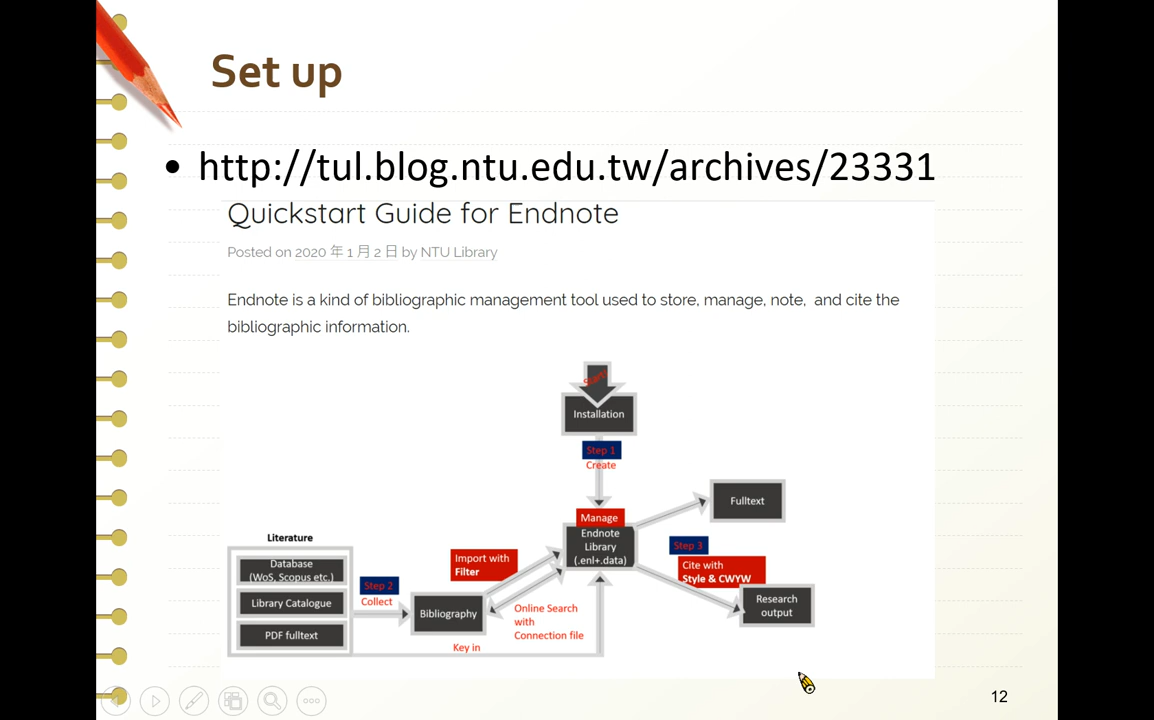 Set up
• http://tul.blog.ntu.edu.tw/archives/23331
Quickstart Guide for Endnote
Posted on 2020 年 1 月 2 日 by NTU Library
Endnote is a kind of bibliographic management tool used to store, manage, note, and cite the
bibliographic information.
Start!
Installation
Step 1
Create
Manage
Endnote
Library
(.enl+.data)
Fulltext
Step 3
Cite with
Style & CWYW
Research
output
Literature
Database
(WoS, Scopus etc.)
Library Catalogue
PDF fulltext
Step 2
Collect
Bibliography
Import with
Filter
Online Search
with
Connection file
Key in
12